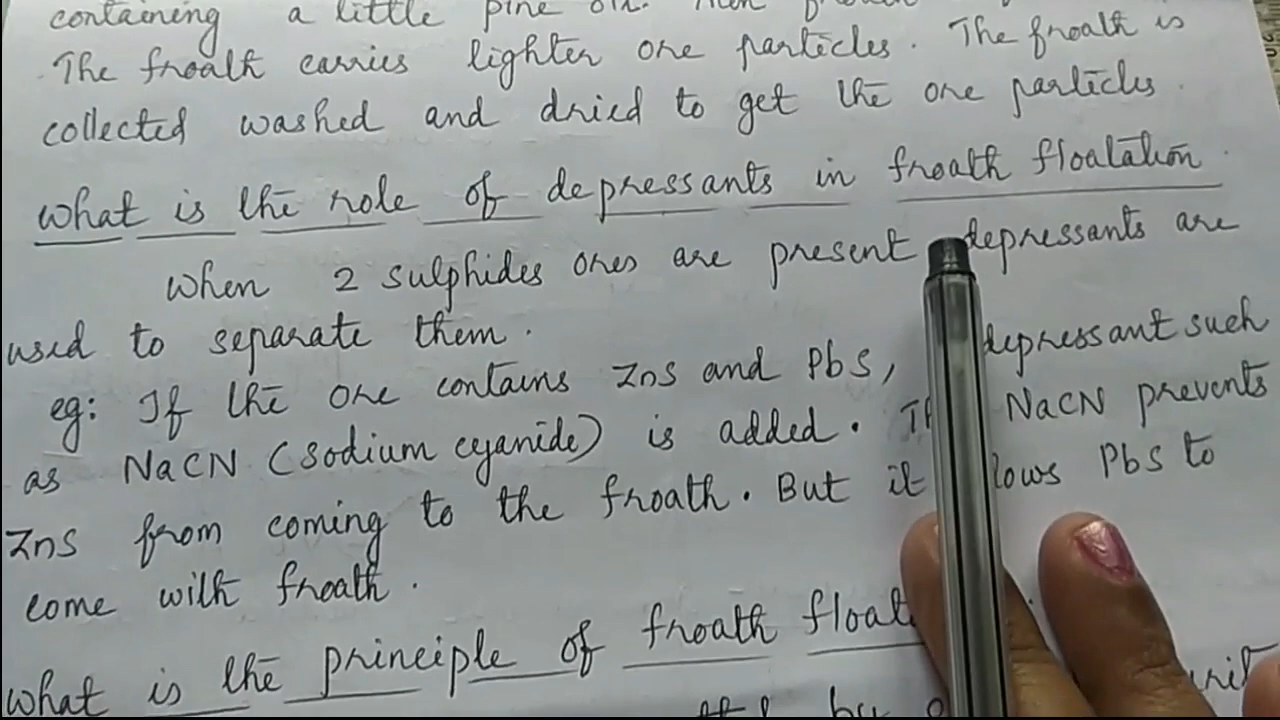 containing a little pine oil. Then
The froath carries lighter ore particles. The froath is
collected washed and dried to get the ore particles.
What is the role of depressants in froath floatation.
When 2 sulphides ores are present depressants are
used to separate them.
eg: If the ore contains ZnS and PbS, depressant such
as NaCN (sodium cyanide) is added. NaCN prevents
ZnS from coming to the froath. But it PbS to
come with froath.
What is the principle of froath
by